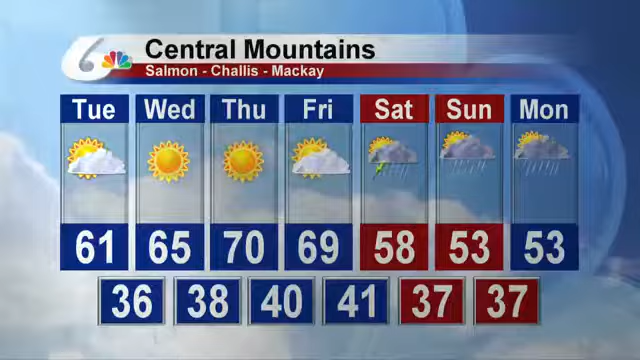 6
Central Mountains
Salmon - Challis - Mackay
Tue Wed Thu Fri Sat Sun Mon
61 65 70 69 58 53 53
36 38 40 41 37 37